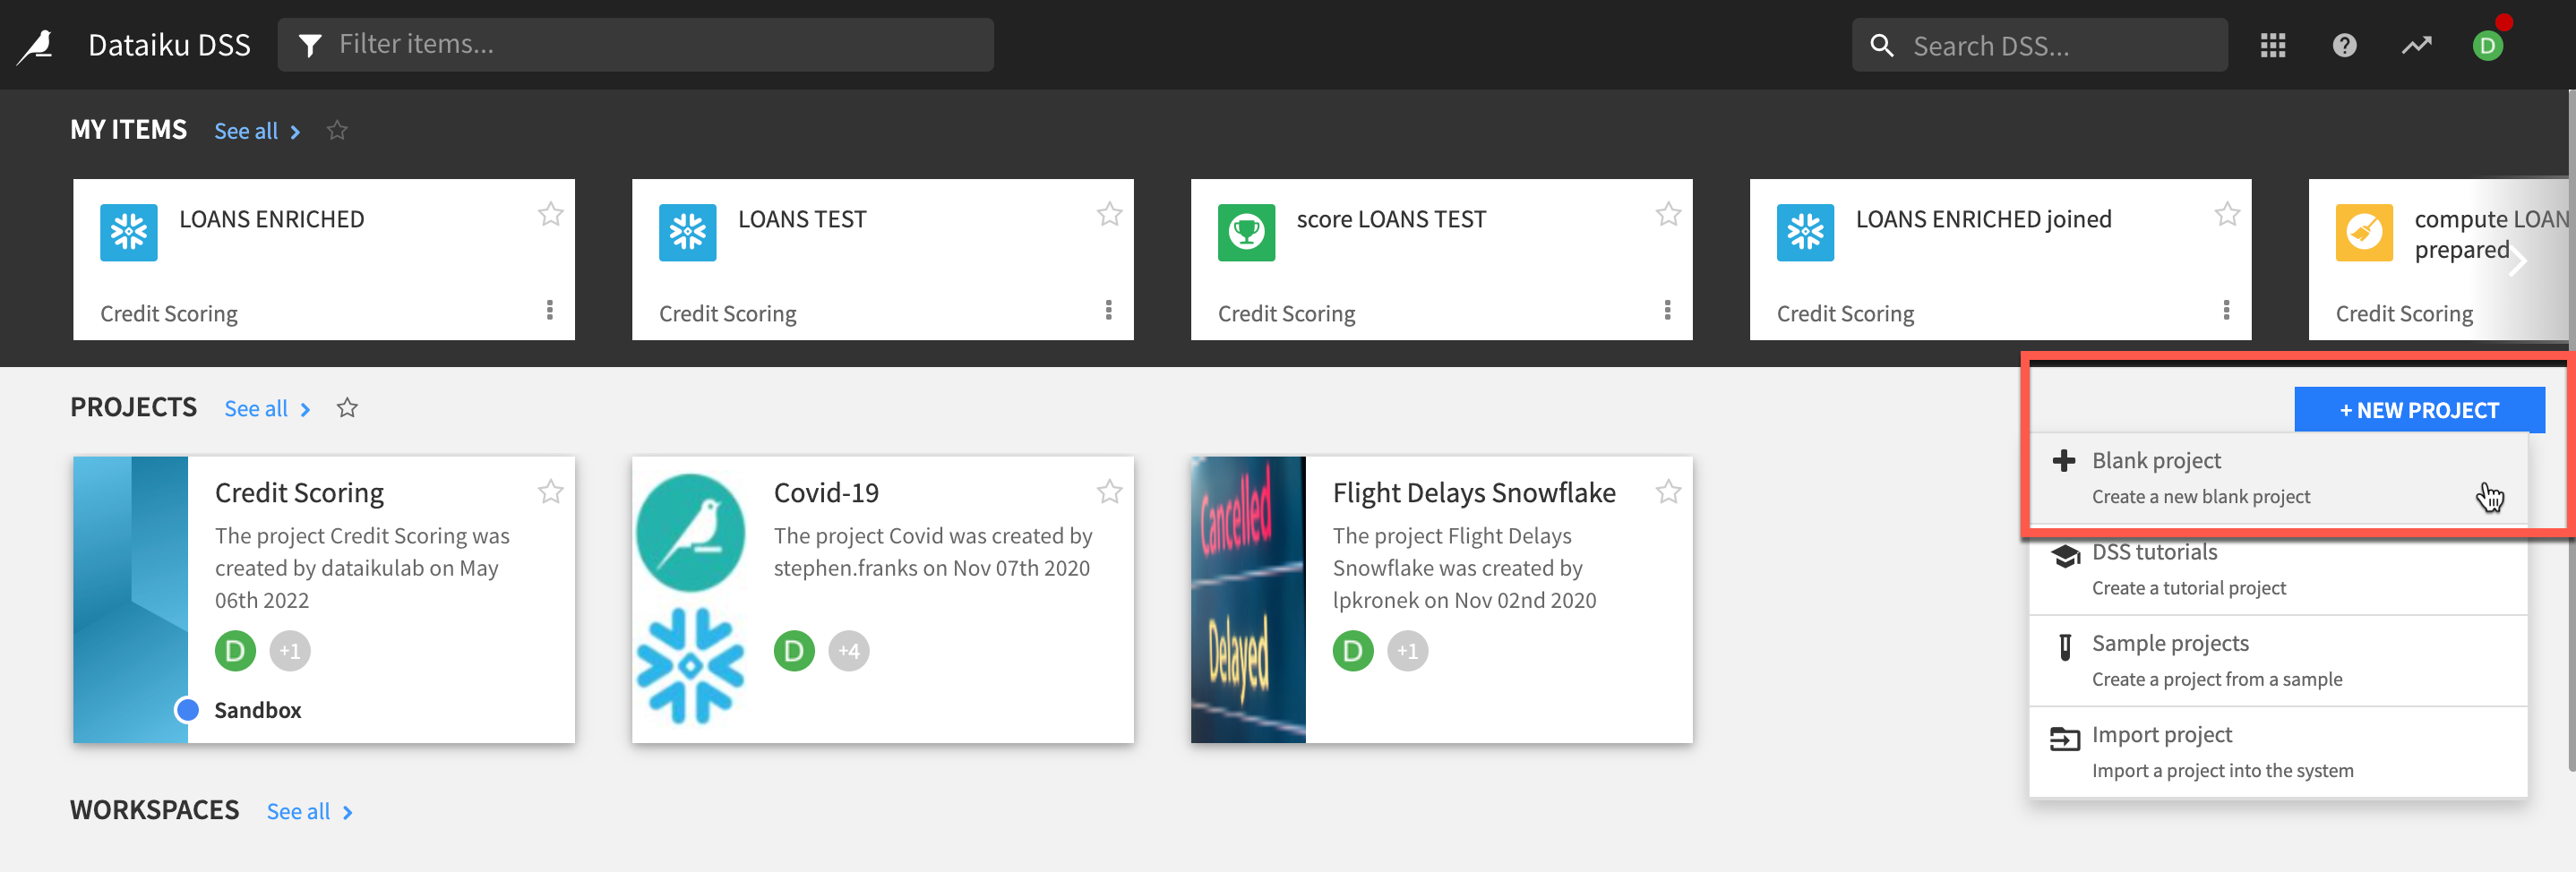 Dataiku DSS
Filter items...
Search DSS...
D
MY ITEMS
See all
LOANS ENRICHED
Credit Scoring
LOANS TEST
Credit Scoring
score LOANS TEST
Credit Scoring
LOANS ENRICHED joined
Credit Scoring
compute LOAN
prepared
Credit Scoring
PROJECTS
See all
+ NEW PROJECT
Credit Scoring
The project Credit Scoring was
created by dataikulab on May
06th 2022
D
+1
Sandbox
Covid-19
The project Covid was created by
stephen.franks on Nov 07th 2020
D
+4
Cancelled
Delayed
Flight Delays Snowflake
The project Flight Delays
Snowflake was created by
lpkronek on Nov 02nd 2020
D
+1
Blank project
Create a new blank project
DSS tutorials
Create a tutorial project
Sample projects
Create a project from a sample
Import project
Import a project into the system
WORKSPACES
See all